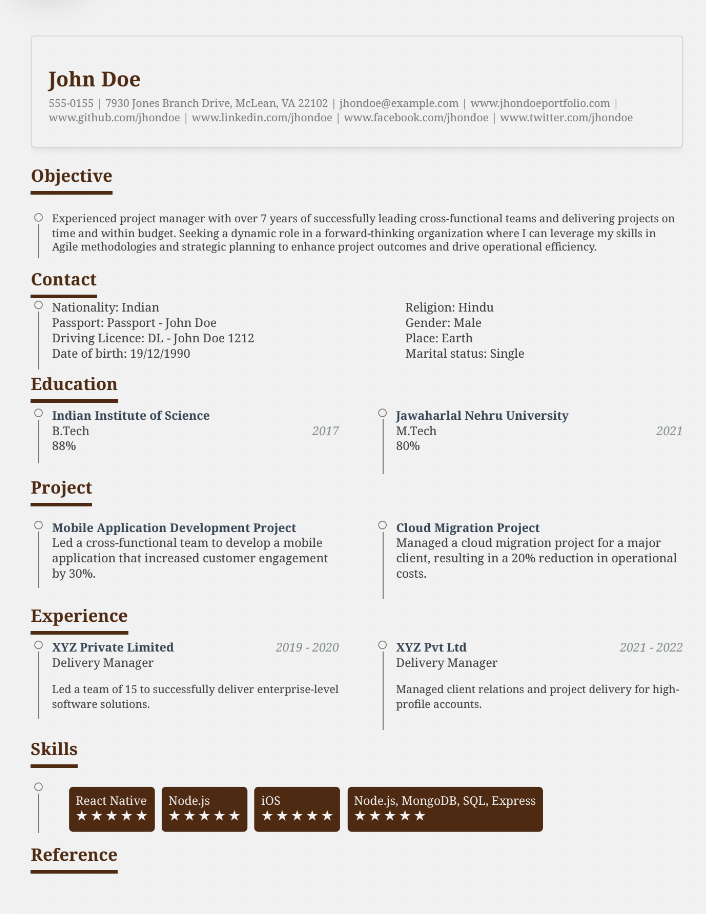 John Doe
555-0155 | 7930 Jones Branch Drive, McLean, VA 22102 | jhondoe@example.com | www.jhondoeportfolio.com |
www.github.com/jhondoe | www.linkedin.com/jhondoe | www.facebook.com/jhondoe | www.twitter.com/jhondoe
Objective
Experienced project manager with over 7 years of successfully leading cross-functional teams and delivering projects on
time and within budget. Seeking a dynamic role in a forward-thinking organization where I can leverage my skills in
Agile methodologies and strategic planning to enhance project outcomes and drive operational efficiency.
Contact
Nationality: Indian
Passport: Passport - John Doe
Driving Licence: DL - John Doe 1212
Date of birth: 19/12/1990
Religion: Hindu
Gender: Male
Place: Earth
Marital status: Single
Education
Indian Institute of Science
B.Tech 2017
88%
Jawaharlal Nehru University
M.Tech 2021
80%
Project
Mobile Application Development Project
Led a cross-functional team to develop a mobile
application that increased customer engagement
by 30%.
Cloud Migration Project
Managed a cloud migration project for a major
client, resulting in a 20% reduction in operational
costs.
Experience
XYZ Private Limited 2019 - 2020
Delivery Manager
Led a team of 15 to successfully deliver enterprise-level
software solutions.
XYZ Pvt Ltd 2021 - 2022
Delivery Manager
Managed client relations and project delivery for high-
profile accounts.
Skills
React Native
★★★★★
Node.js
★★★★★
iOS
★★★★★
Node.js, MongoDB, SQL, Express
★★★★★
Reference